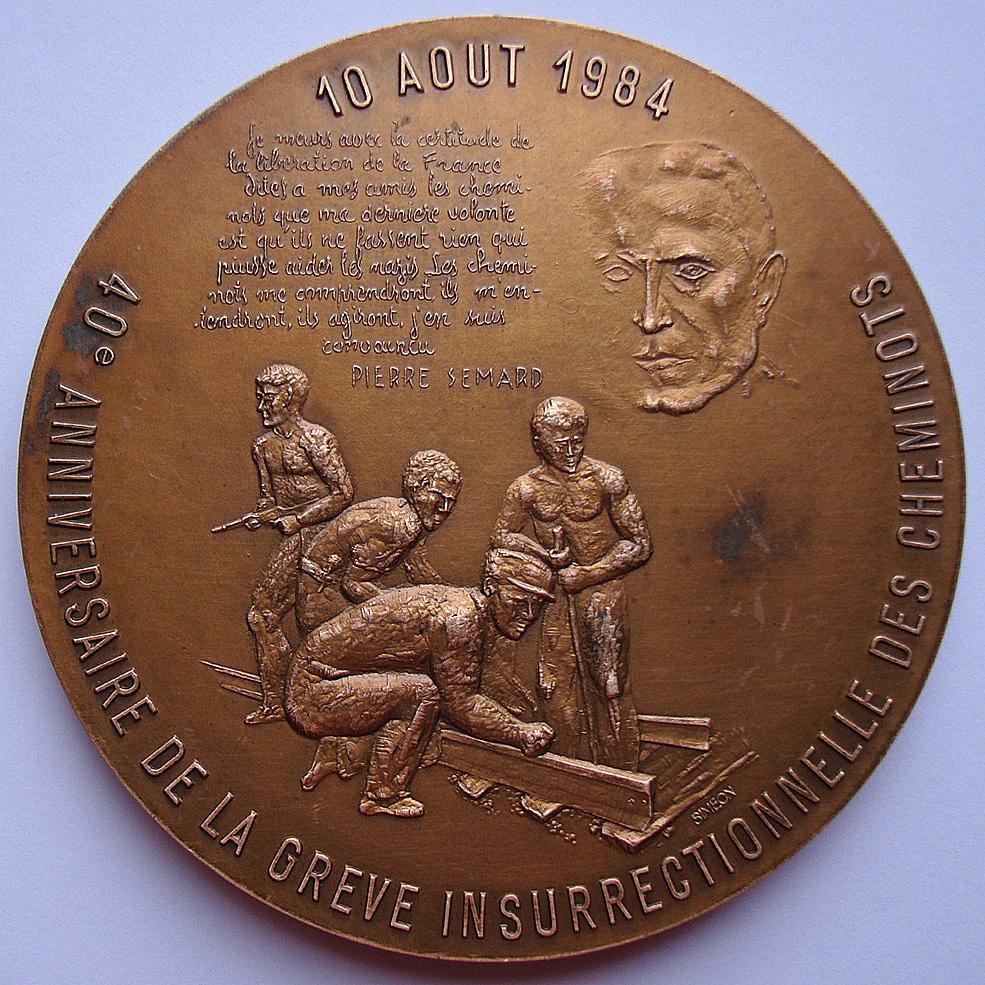 10 AOUT 1984
Je meurs avec la certitude de
la libération de la France
dites a mes amis les chemi-
nots que ma derniere volonte
est qu'ils ne fassent rien qui
puisse aider les nazis Les chemi-
nots me comprendront, ils m'en-
tendront, ils agiront, j'en suis
convaincu
PIERRE SEMARD
40e ANNIVERSAIRE DE LA GREVE INSURRECTIONNELLE DES CHEMINOTS
SIMEON